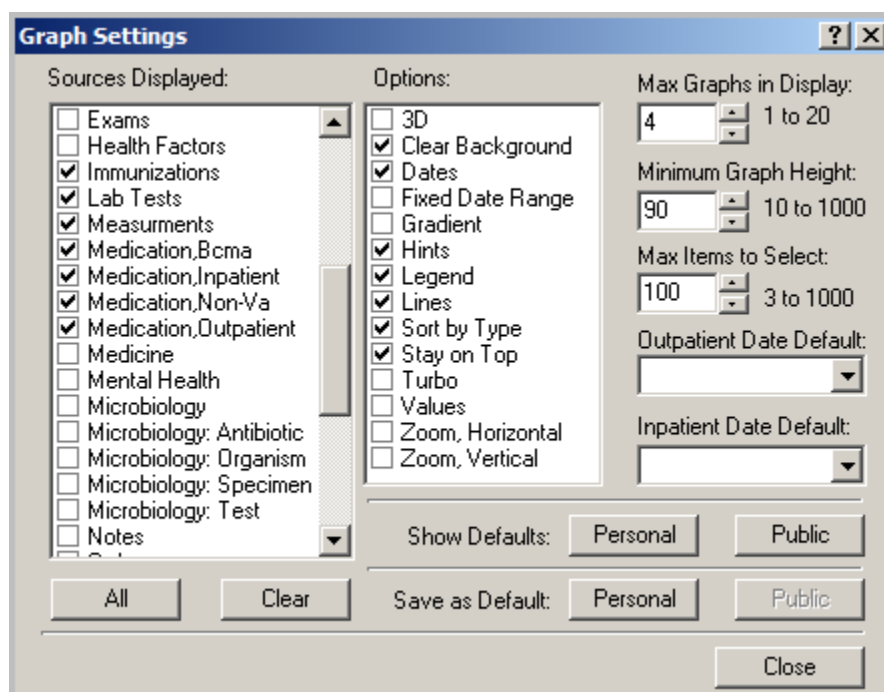 Graph Settings
Sources Displayed:
Exams
Health Factors
Immunizations
Lab Tests
Measurments
Medication,Bcma
Medication,Inpatient
Medication,Non-Va
Medication,Outpatient
Medicine
Mental Health
Microbiology
Microbiology: Antibiotic
Microbiology: Organism
Microbiology: Specimen
Microbiology: Test
Notes
All
Clear
Options:
3D
Clear Background
Dates
Fixed Date Range
Gradient
Hints
Legend
Lines
Sort by Type
Stay on Top
Turbo
Values
Zoom, Horizontal
Zoom, Vertical
Max Graphs in Display:
4
1 to 20
Minimum Graph Height:
90
10 to 1000
Max Items to Select:
100
3 to 1000
Outpatient Date Default:
Inpatient Date Default:
Show Defaults:
Personal
Public
Save as Default:
Personal
Public
Close